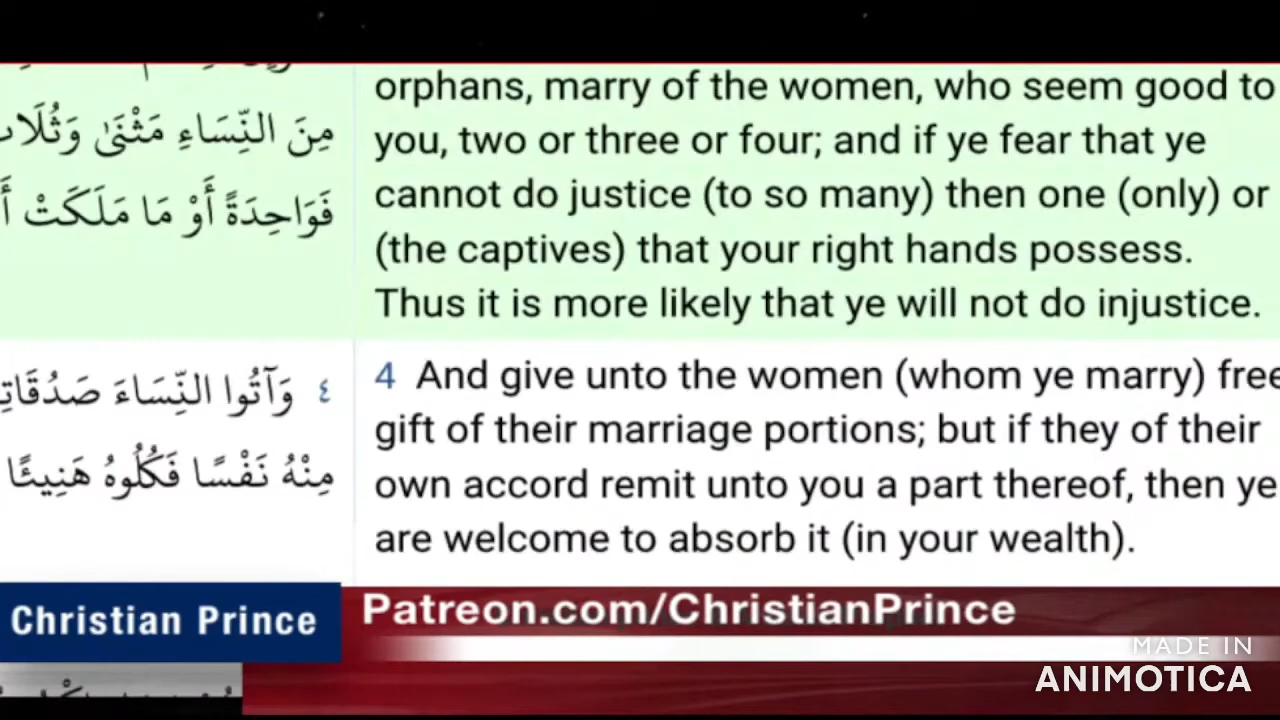 orphans, marry of the women, who seem good to
you, two or three or four; and if ye fear that ye
cannot do justice (to so many) then one (only) or
(the captives) that your right hands possess.
Thus it is more likely that ye will not do injustice.
مِنَ النِّسَاءِ مَثْنَىٰ وَثُلَاث
فَوَاحِدَةً أَوْ مَا مَلَكَتْ
4 And give unto the women (whom ye marry) free
gift of their marriage portions; but if they of their
own accord remit unto you a part thereof, then ye
are welcome to absorb it (in your wealth).
٤ وَآتُوا النِّسَاءَ
مِنْهُ نَفْسًا فَكُلُوهُ هَنِيئًا
Christian Prince
Patreon.com/ChristianPrince
MADE IN
ANIMOTICA